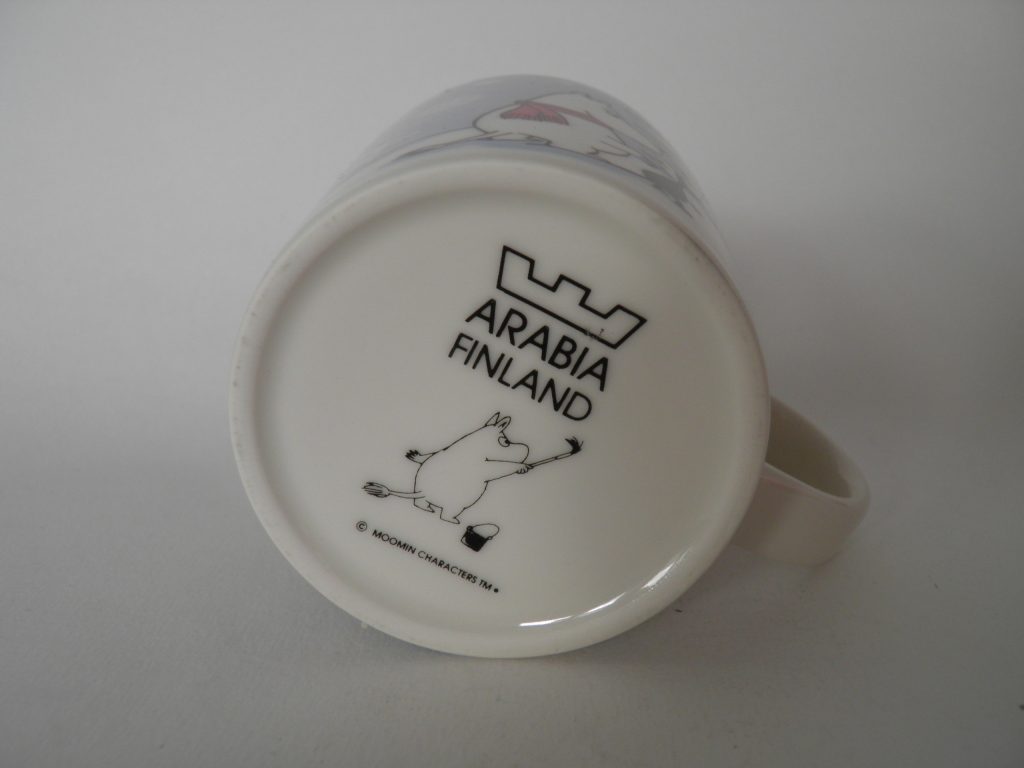 ARABIA
FINLAND
© MOOMIN CHARACTERS ™